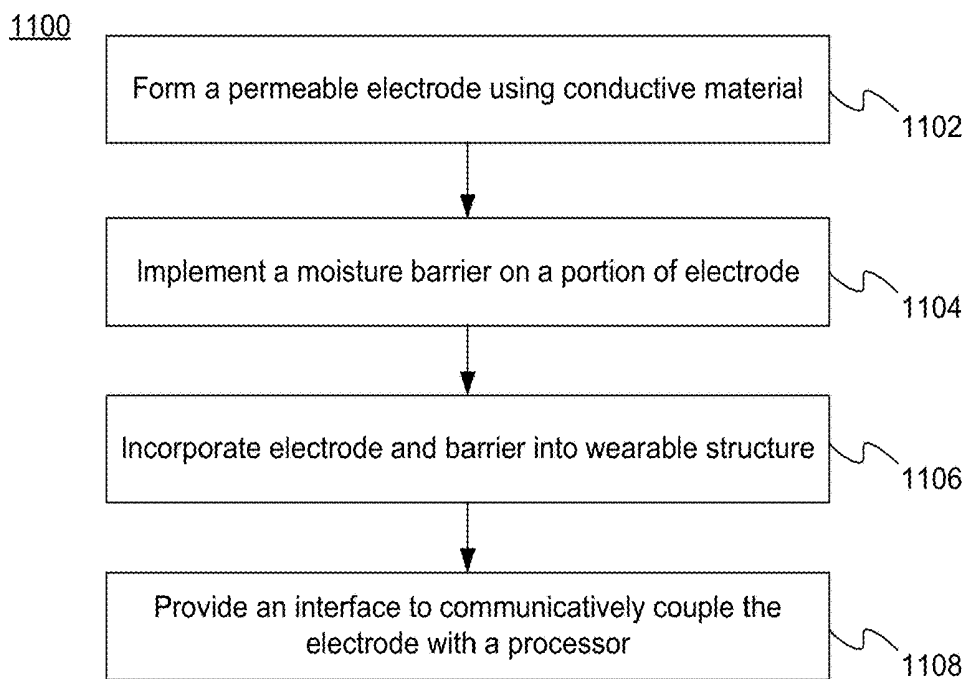 1100
Form a permeable electrode using conductive material
1102
Implement a moisture barrier on a portion of electrode
1104
Incorporate electrode and barrier into wearable structure
1106
Provide an interface to communicatively couple the
electrode with a processor
1108